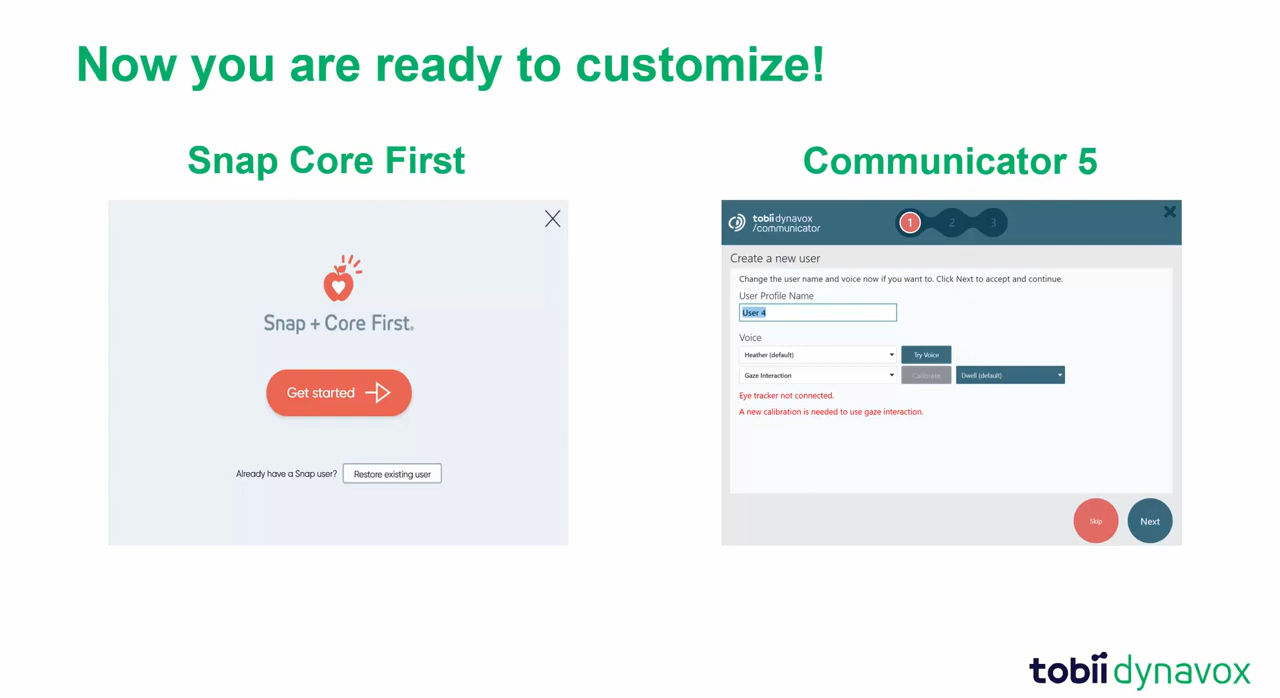 Now you are ready to customize!
Snap Core First
Communicator 5
Snap + Core First.
Get started
Already have a Snap user? Restore existing user
tobii dynavox
/communicator
1 2 3
Create a new user
Change the user name and voice now if you want to. Click Next to accept and continue.
User Profile Name
User 4
Voice
Heather (default) Try Voice
Gaze Interaction Calibrate Dwell (default)
Eye tracker not connected.
A new calibration is needed to use gaze interaction.
Skip Next
tobii dynavox